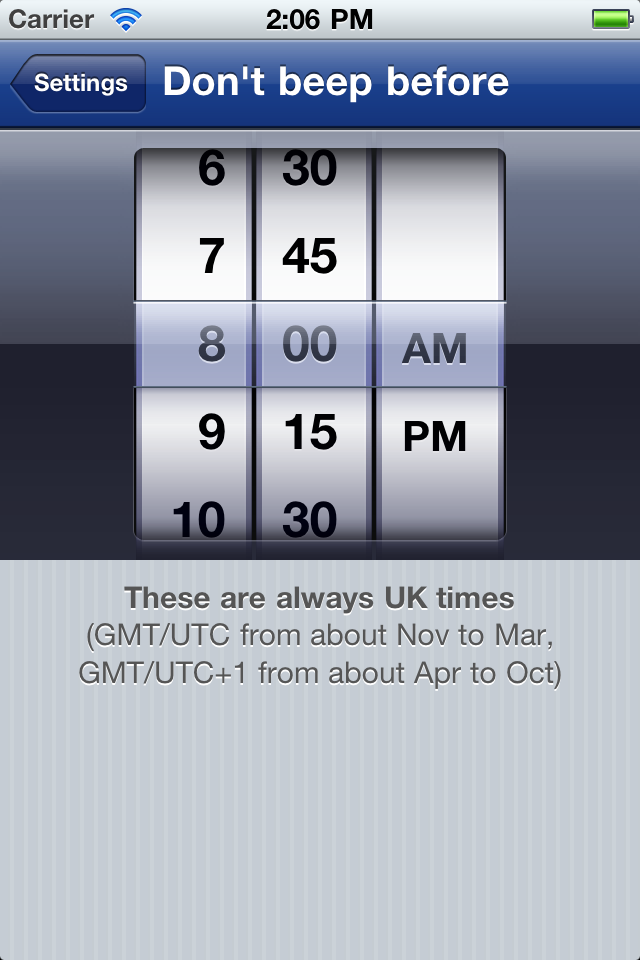 Carrier 2:06 PM
Settings Don't beep before
6 30
7 45
8 00 AM
9 15 PM
10 30
These are always UK times
(GMT/UTC from about Nov to Mar,
GMT/UTC+1 from about Apr to Oct)